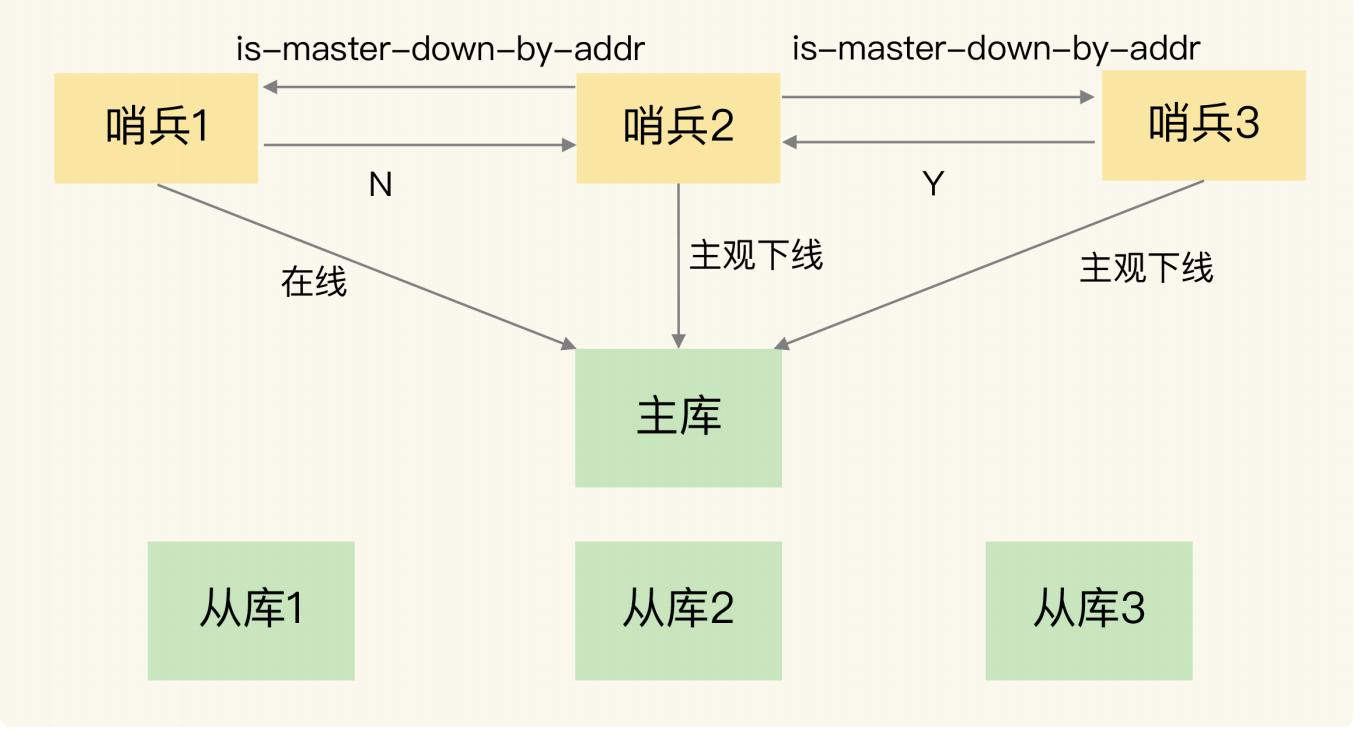 is–master–down–by–addr
is–master–down–by–addr
哨兵1
哨兵2
哨兵3
N
Y
在线
主观下线
主观下线
主库
从库1
从库2
从库3